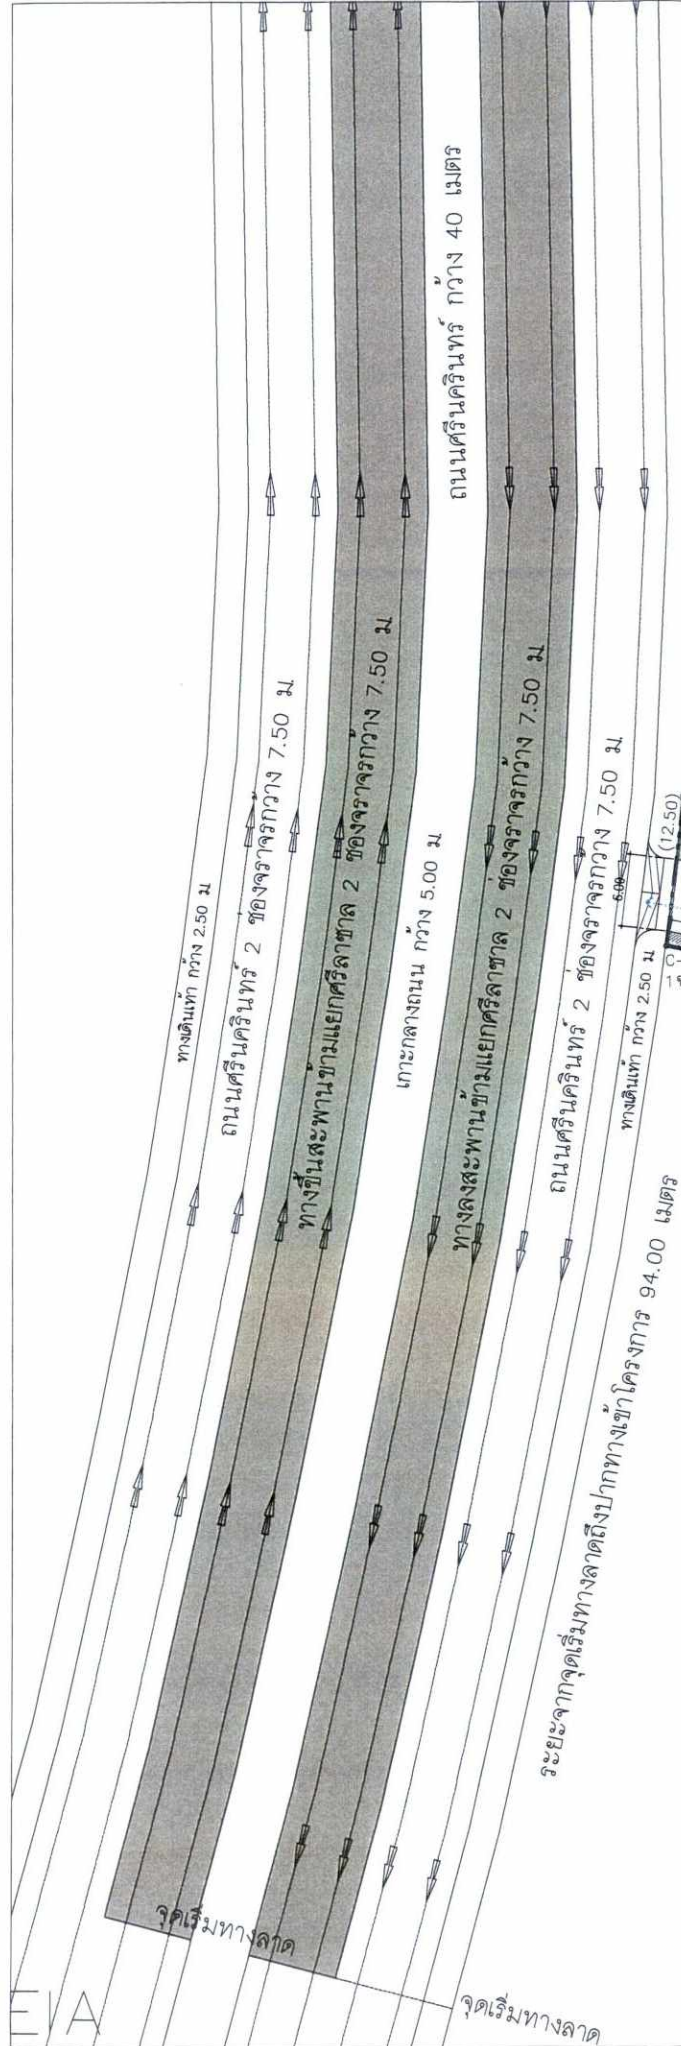 ทางเดินเท้า กว้าง 2.50 ม
ถนนศรีนครินทร์ 2 ช่องจราจรกว้าง 7.50 ม.
ทางขึ้นสะพานข้ามแยกศรีลาซาล 2 ช่องจราจรกว้าง 7.50 ม.
เกาะกลางถนน กว้าง 5.00 ม
ถนนศรีนครินทร์ กว้าง 40 เมตร
ทางลงสะพานข้ามแยกศรีลาซาล 2 ช่องจราจรกว้าง 7.50 ม
ถนนศรีนครินทร์ 2 ช่องจราจรกว้าง 7.50 ม.
6.00
(12.50)
ทางเดินเท้า กว้าง 2.50 ม
ระยะจากจุดเริ่มทางลาดถึงปากทางเข้าโครงการ 94.00 เมตร
จุดเริ่มทางลาด
จุดเริ่มทางลาด
EIA